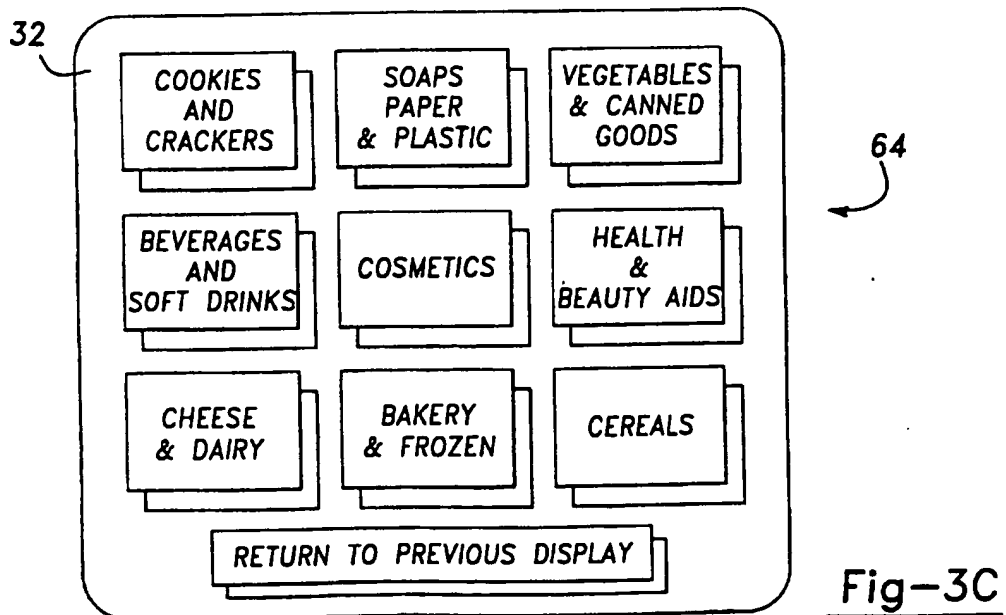 32
COOKIES
AND
CRACKERS
SOAPS
PAPER
& PLASTIC
VEGETABLES
& CANNED
GOODS
64
BEVERAGES
AND
SOFT DRINKS
COSMETICS
HEALTH
&
BEAUTY AIDS
CHEESE
& DAIRY
BAKERY
& FROZEN
CEREALS
RETURN TO PREVIOUS DISPLAY
Fig-3C